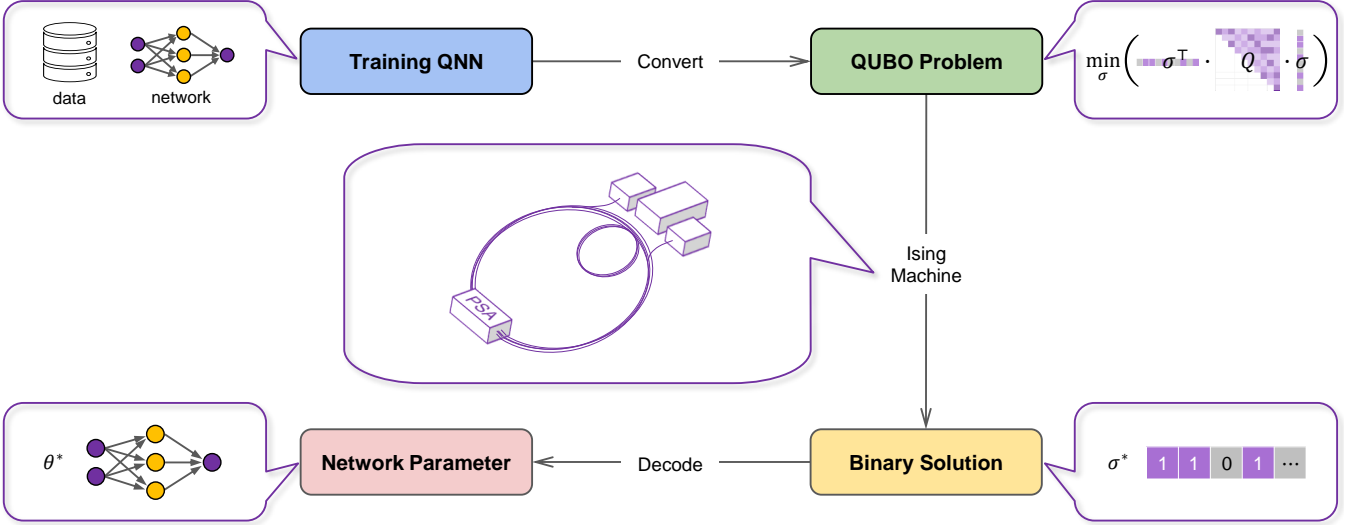 data
network
Training QNN
Convert
QUBO Problem
min σ ( σ⊤ · Q · σ )
PSA
Ising
Machine
θ*
Network Parameter
Decode
Binary Solution
σ* 1 1 0 1 ...